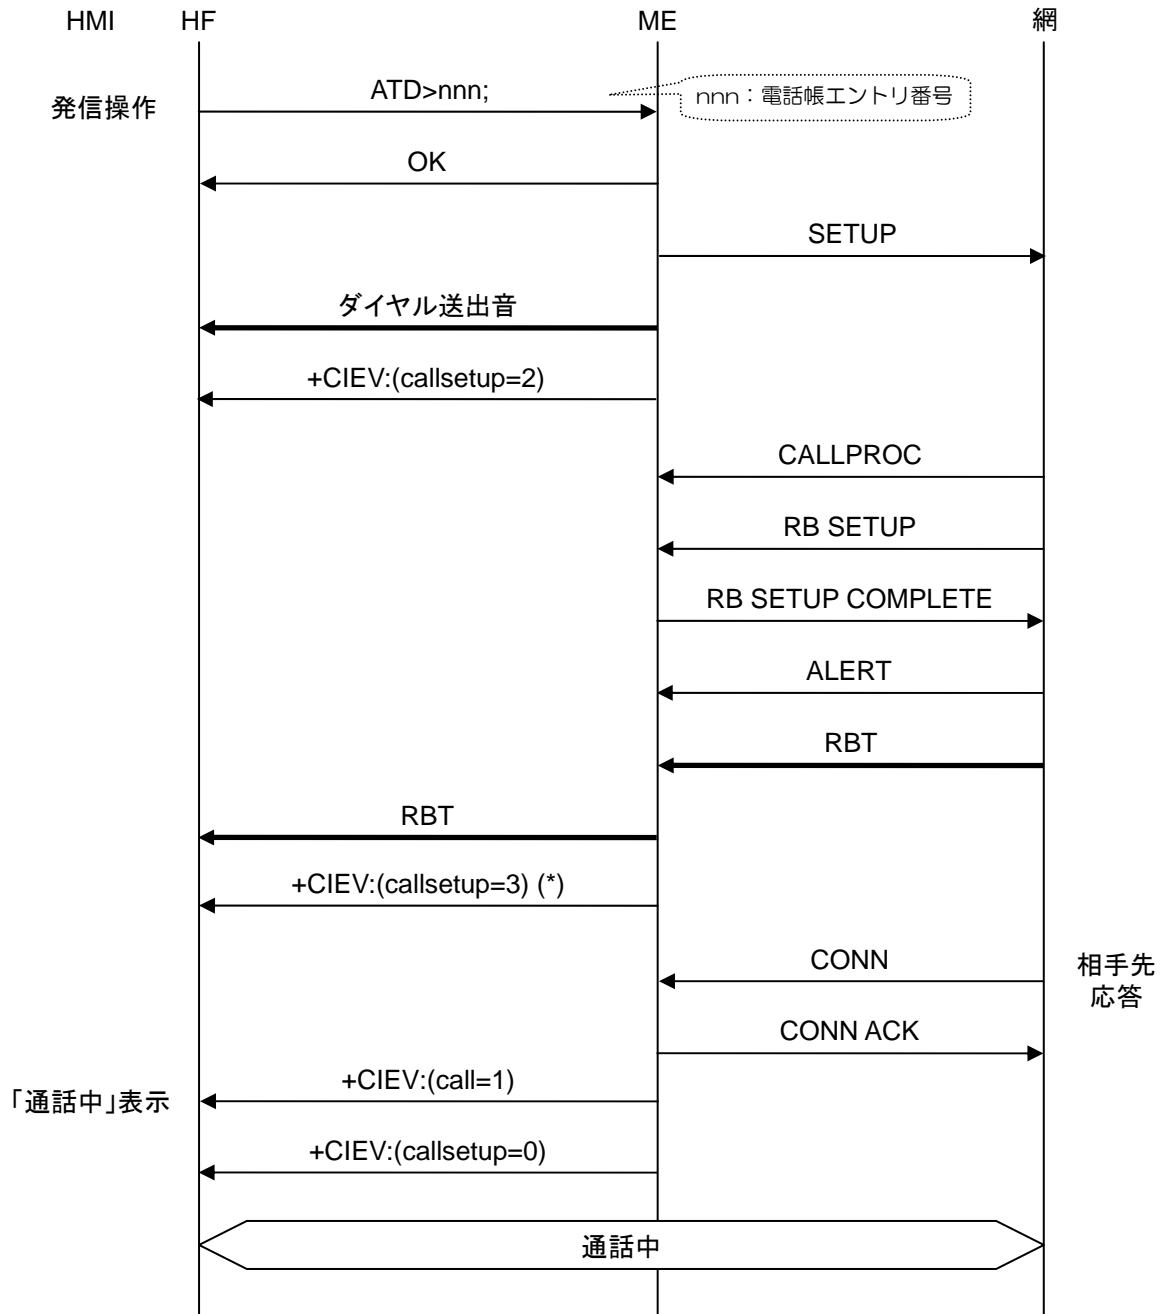 HMI HF ME 網
発信操作
ATD>nnn;
nnn：電話帳エントリ番号
OK
SETUP
ダイヤル送出音
+CIEV:(callsetup=2)
CALLPROC
RB SETUP
RB SETUP COMPLETE
ALERT
RBT
RBT
+CIEV:(callsetup=3) (*)
CONN
相手先
応答
CONN ACK
+CIEV:(call=1)
「通話中」表示
+CIEV:(callsetup=0)
通話中